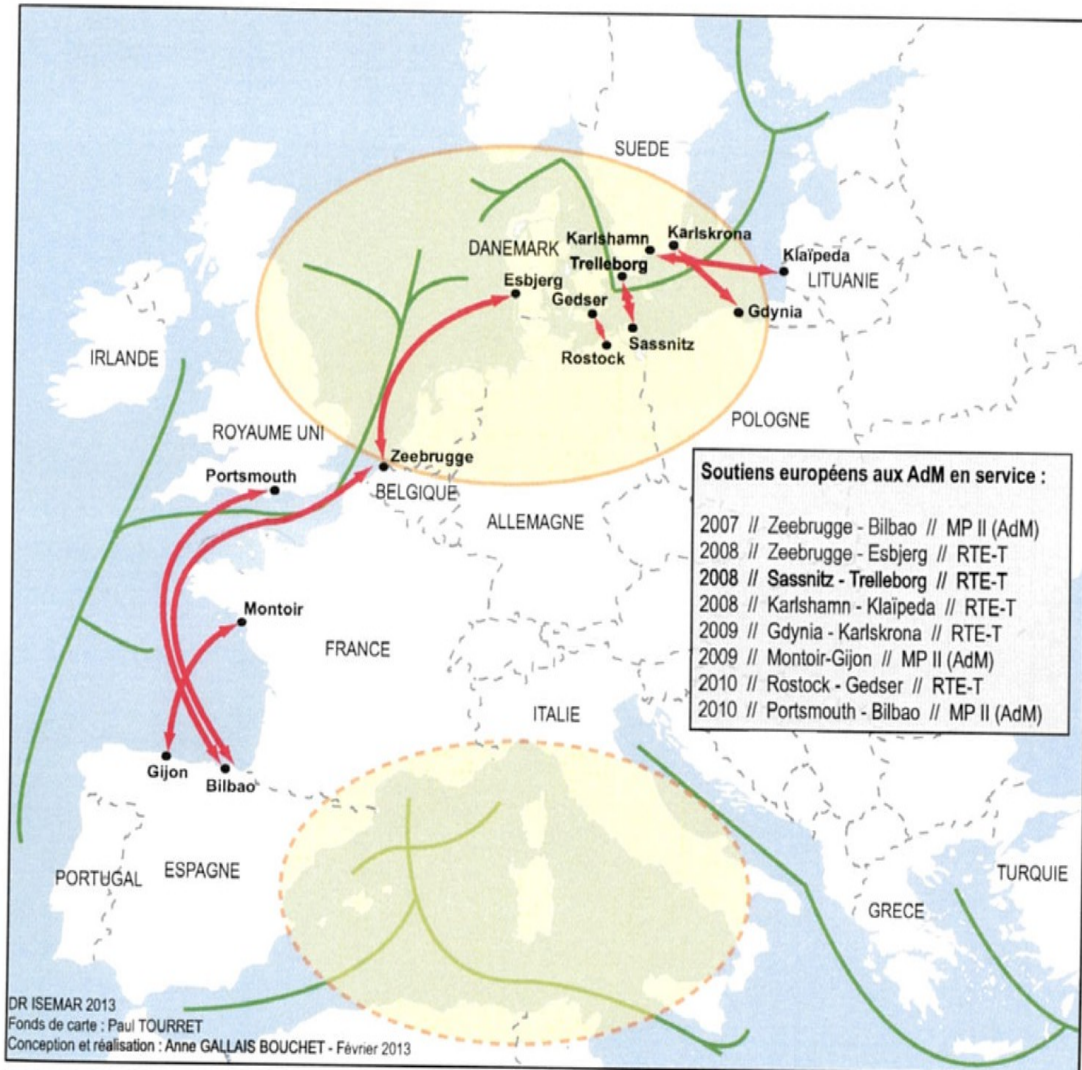 SUEDE
Karlskrona
Karlshamn
DANEMARK
Klaïpeda
Trelleborg
LITUANIE
Esbjerg
Gedser
Gdynia
Sassnitz
Rostock
IRLANDE
POLOGNE
ROYAUME UNI
Zeebrugge
Portsmouth
BELGIQUE
ALLEMAGNE
Soutiens européens aux AdM en service :
2007 // Zeebrugge - Bilbao // MP II (AdM)
2008 // Zeebrugge - Esbjerg // RTE-T
2008 // Sassnitz - Trelleborg // RTE-T
2008 // Karlshamn - Klaïpeda // RTE-T
2009 // Gdynia - Karlskrona // RTE-T
2009 // Montoir-Gijon // MP II (AdM)
2010 // Rostock - Gedser // RTE-T
2010 // Portsmouth - Bilbao // MP II (AdM)
Montoir
FRANCE
ITALIE
Gijon
Bilbao
PORTUGAL
ESPAGNE
TURQUIE
GRECE
DR ISEMAR 2013
Fonds de carte : Paul TOURRET
Conception et réalisation : Anne GALLAIS BOUCHET - Février 2013